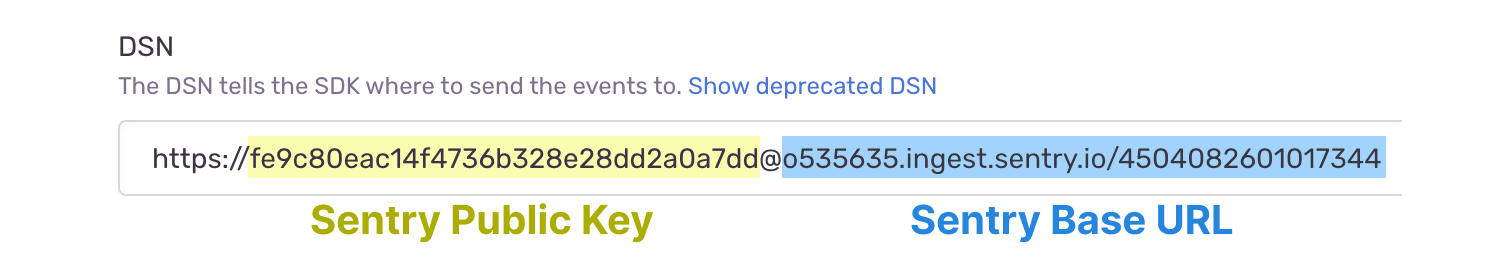 DSN
The DSN tells the SDK where to send the events to. Show deprecated DSN
https://fe9c80eac14f4736b328e28dd2a0a7dd@o535635.ingest.sentry.io/4504082601017344
Sentry Public Key Sentry Base URL